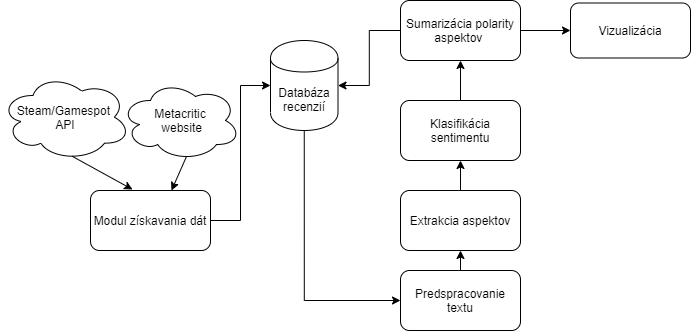 Steam/Gamespot
API
Metacritic
website
Modul získavania dát
Databáza
recenzií
Sumarizácia polarity
aspektov
Vizualizácia
Klasifikácia
sentimentu
Extrakcia aspektov
Predspracovanie
textu